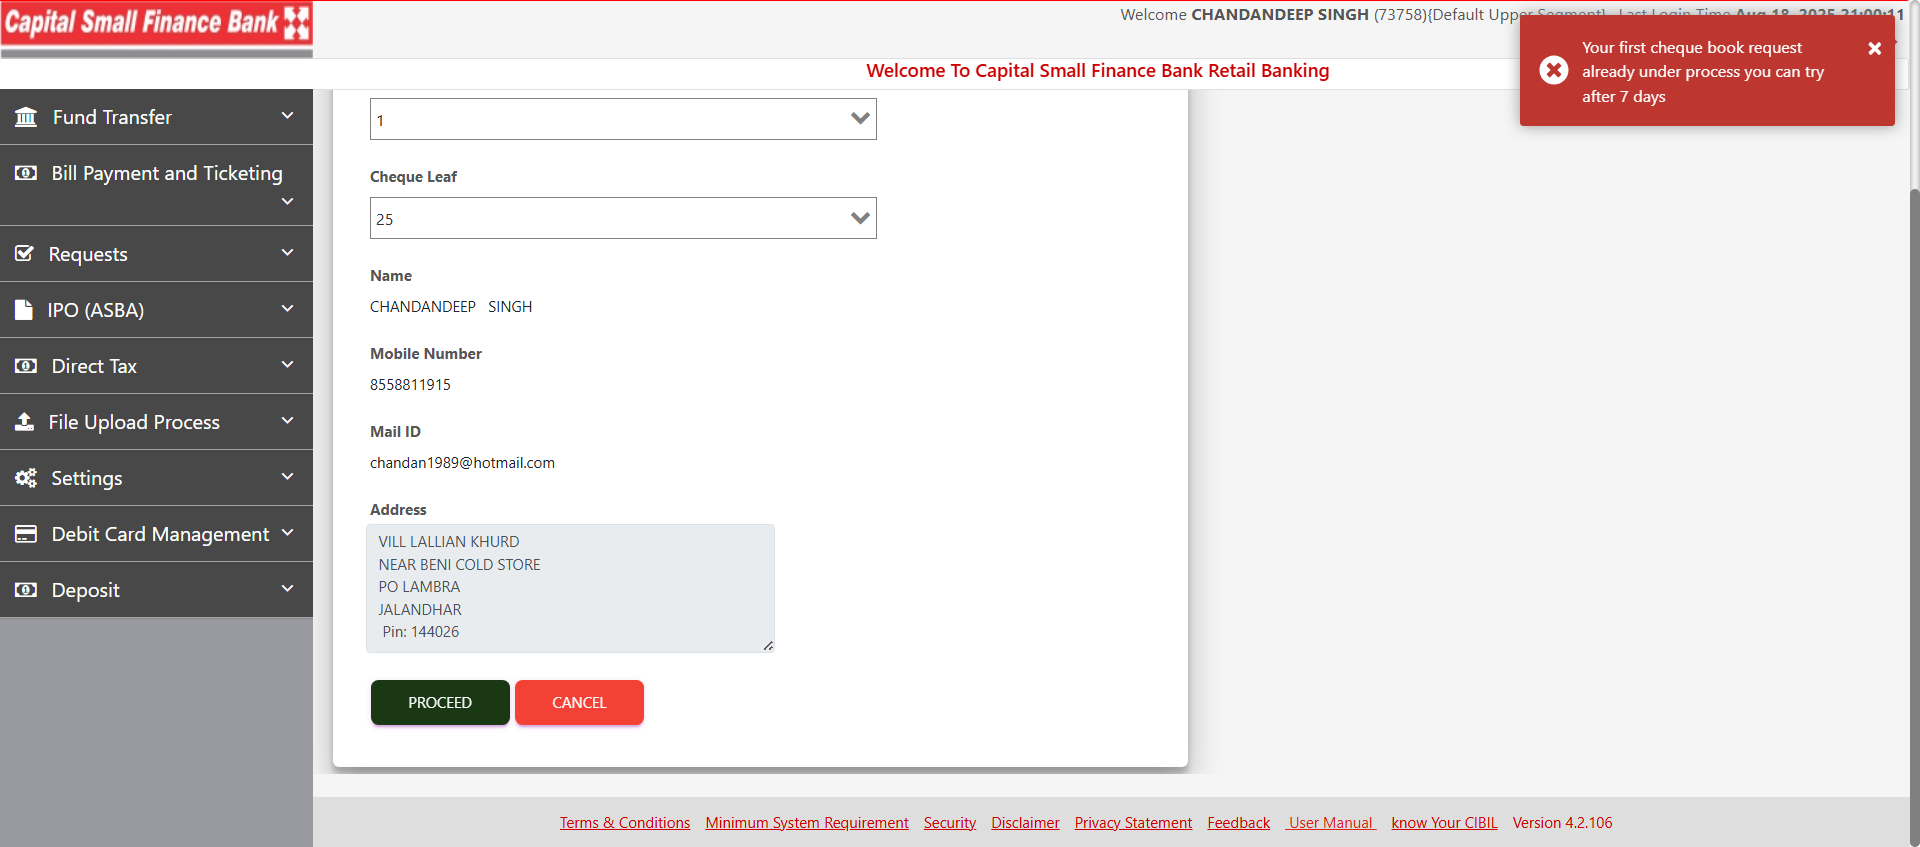 Capital Small Finance Bank
Welcome CHANDANDEEP SINGH (73758){Default Upper Segment} Last Login Time Aug 18, 2025 21:00:11
Welcome To Capital Small Finance Bank Retail Banking
Your first cheque book request
already under process you can try
after 7 days
Fund Transfer
Bill Payment and Ticketing
Requests
IPO (ASBA)
Direct Tax
File Upload Process
Settings
Debit Card Management
Deposit
1
Cheque Leaf
25
Name
CHANDANDEEP SINGH
Mobile Number
8558811915
Mail ID
chandan1989@hotmail.com
Address
VILL LALLIAN KHURD
NEAR BENI COLD STORE
PO LAMBRA
JALANDHAR
Pin: 144026
PROCEED CANCEL
Terms & Conditions Minimum System Requirement Security Disclaimer Privacy Statement Feedback User Manual know Your CIBIL Version 4.2.106